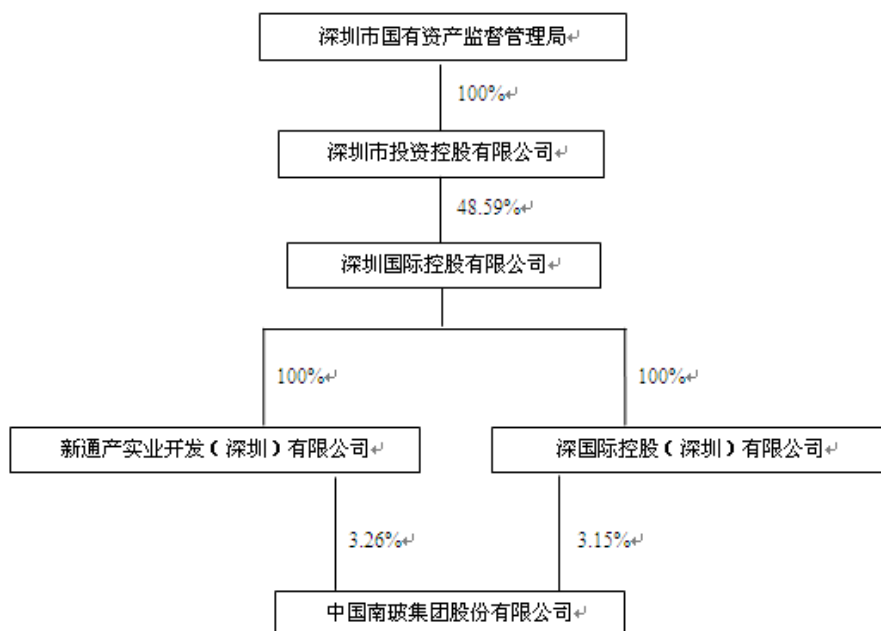 深圳市国有资产监督管理局↵
100%↵
深圳市投资控股有限公司↵
48.59%↵
深圳国际控股有限公司↵
100%↵
100%↵
新通产实业开发（深圳）有限公司↵
深国际控股（深圳）有限公司↵
3.26%↵
3.15%↵
中国南玻集团股份有限公司↵